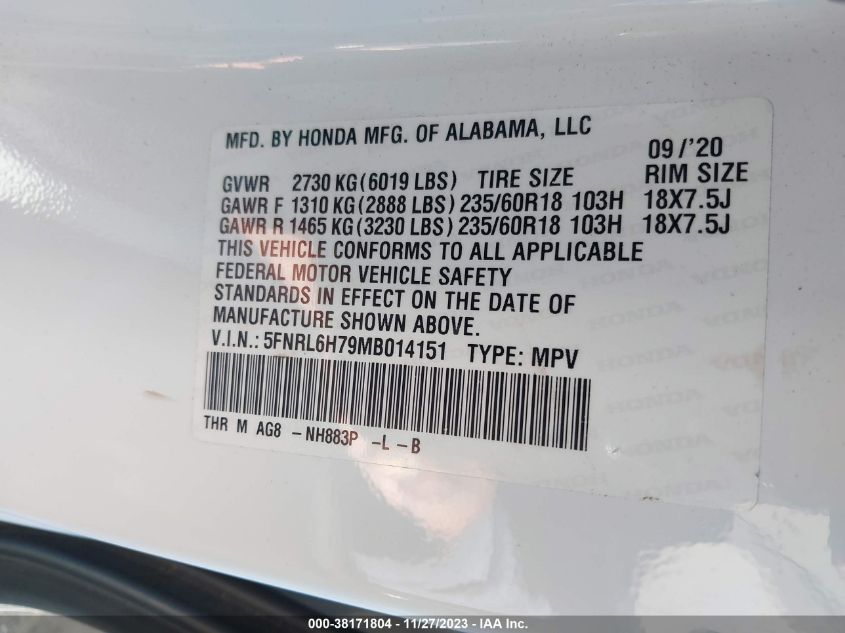 MFD. BY HONDA MFG. OF ALABAMA, LLC 09/'20
GVWR 2730 KG (6019 LBS) TIRE SIZE RIM SIZE
GAWR F 1310 KG (2888 LBS) 235/60R18 103H 18X7.5J
GAWR R 1465 KG (3230 LBS) 235/60R18 103H 18X7.5J
THIS VEHICLE CONFORMS TO ALL APPLICABLE
FEDERAL MOTOR VEHICLE SAFETY
STANDARDS IN EFFECT ON THE DATE OF
MANUFACTURE SHOWN ABOVE.
V.I.N.: 5FNRL6H79MB014151 TYPE: MPV
THR M AG8 -NH883P -L -B
000-38171804 - 11/27/2023 - IAA Inc.